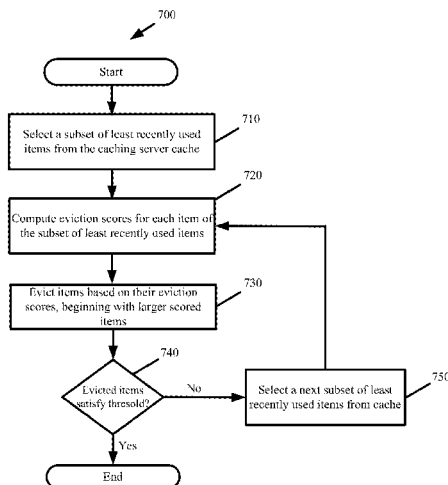 700
Start
710
Select a subset of least recently used
items from the caching server cache
720
Compute eviction scores for each item of
the subset of least recently used items
730
Evict items based on their eviction
scores, beginning with larger scored
items
740
Evicted items
satisfy thresold?
No
750
Select a next subset of least
recently used items from cache
Yes
End